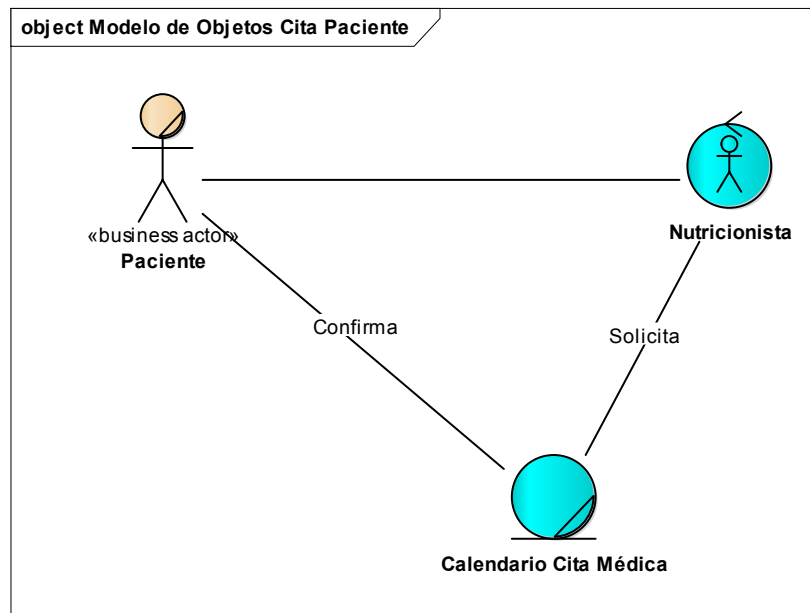 object Modelo de Objetos Cita Paciente
«business actor»
Paciente
Nutricionista
Confirma
Solicita
Calendario Cita Médica